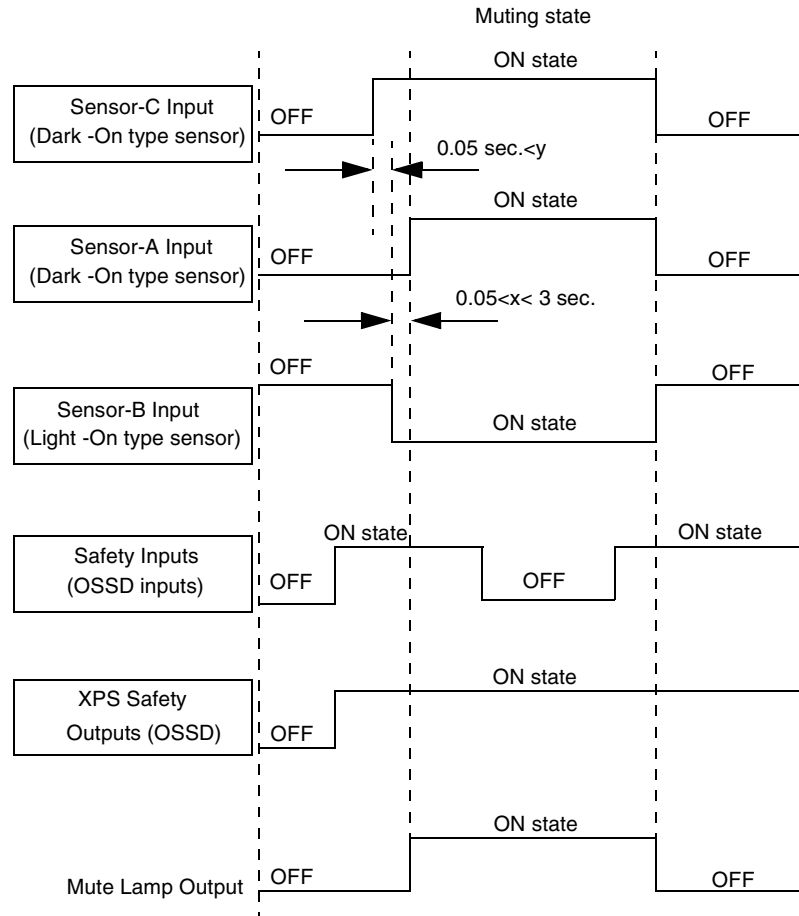 Muting state
ON state
Sensor-C Input
(Dark -On type sensor)
OFF
OFF
0.05 sec.<y
ON state
Sensor-A Input
(Dark -On type sensor)
OFF
OFF
0.05<x< 3 sec.
OFF
OFF
Sensor-B Input
(Light -On type sensor)
ON state
ON state
ON state
Safety Inputs
(OSSD inputs)
OFF
OFF
ON state
XPS Safety
Outputs (OSSD)
OFF
ON state
Mute Lamp Output
OFF
OFF